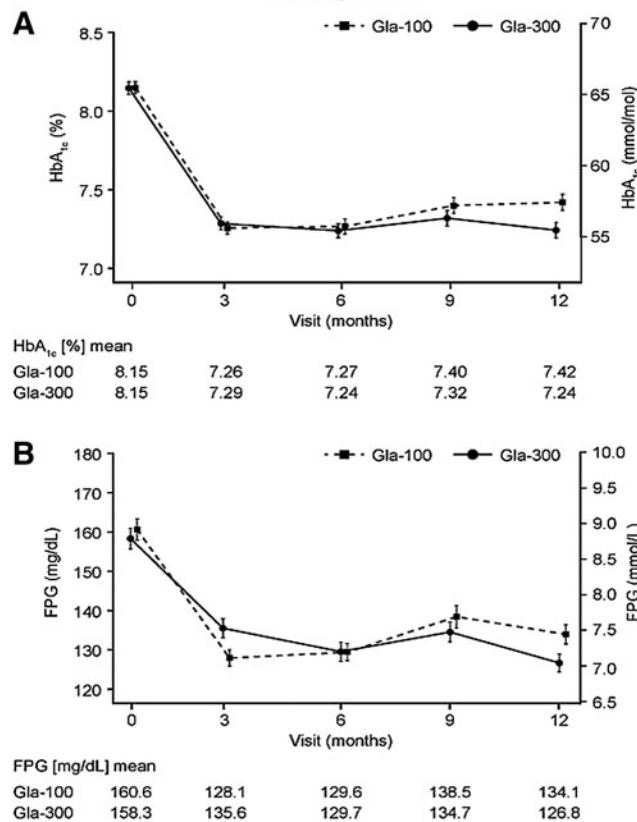 A
Gla-100 Gla-300
8.5
8.0
7.5
7.0
HbA1c (%)
70
65
60
55
HbA1c (mmol/mol)
0 3 6 9 12
Visit (months)
HbA1c [%] mean
Gla-100 8.15 7.26 7.27 7.40 7.42
Gla-300 8.15 7.29 7.24 7.32 7.24
B
Gla-100 Gla-300
180
170
160
150
140
130
120
FPG (mg/dL)
10.0
9.5
9.0
8.5
8.0
7.5
7.0
6.5
FPG (mmol/L)
0 3 6 9 12
Visit (months)
FPG [mg/dL] mean
Gla-100 160.6 128.1 129.6 138.5 134.1
Gla-300 158.3 135.6 129.7 134.7 126.8